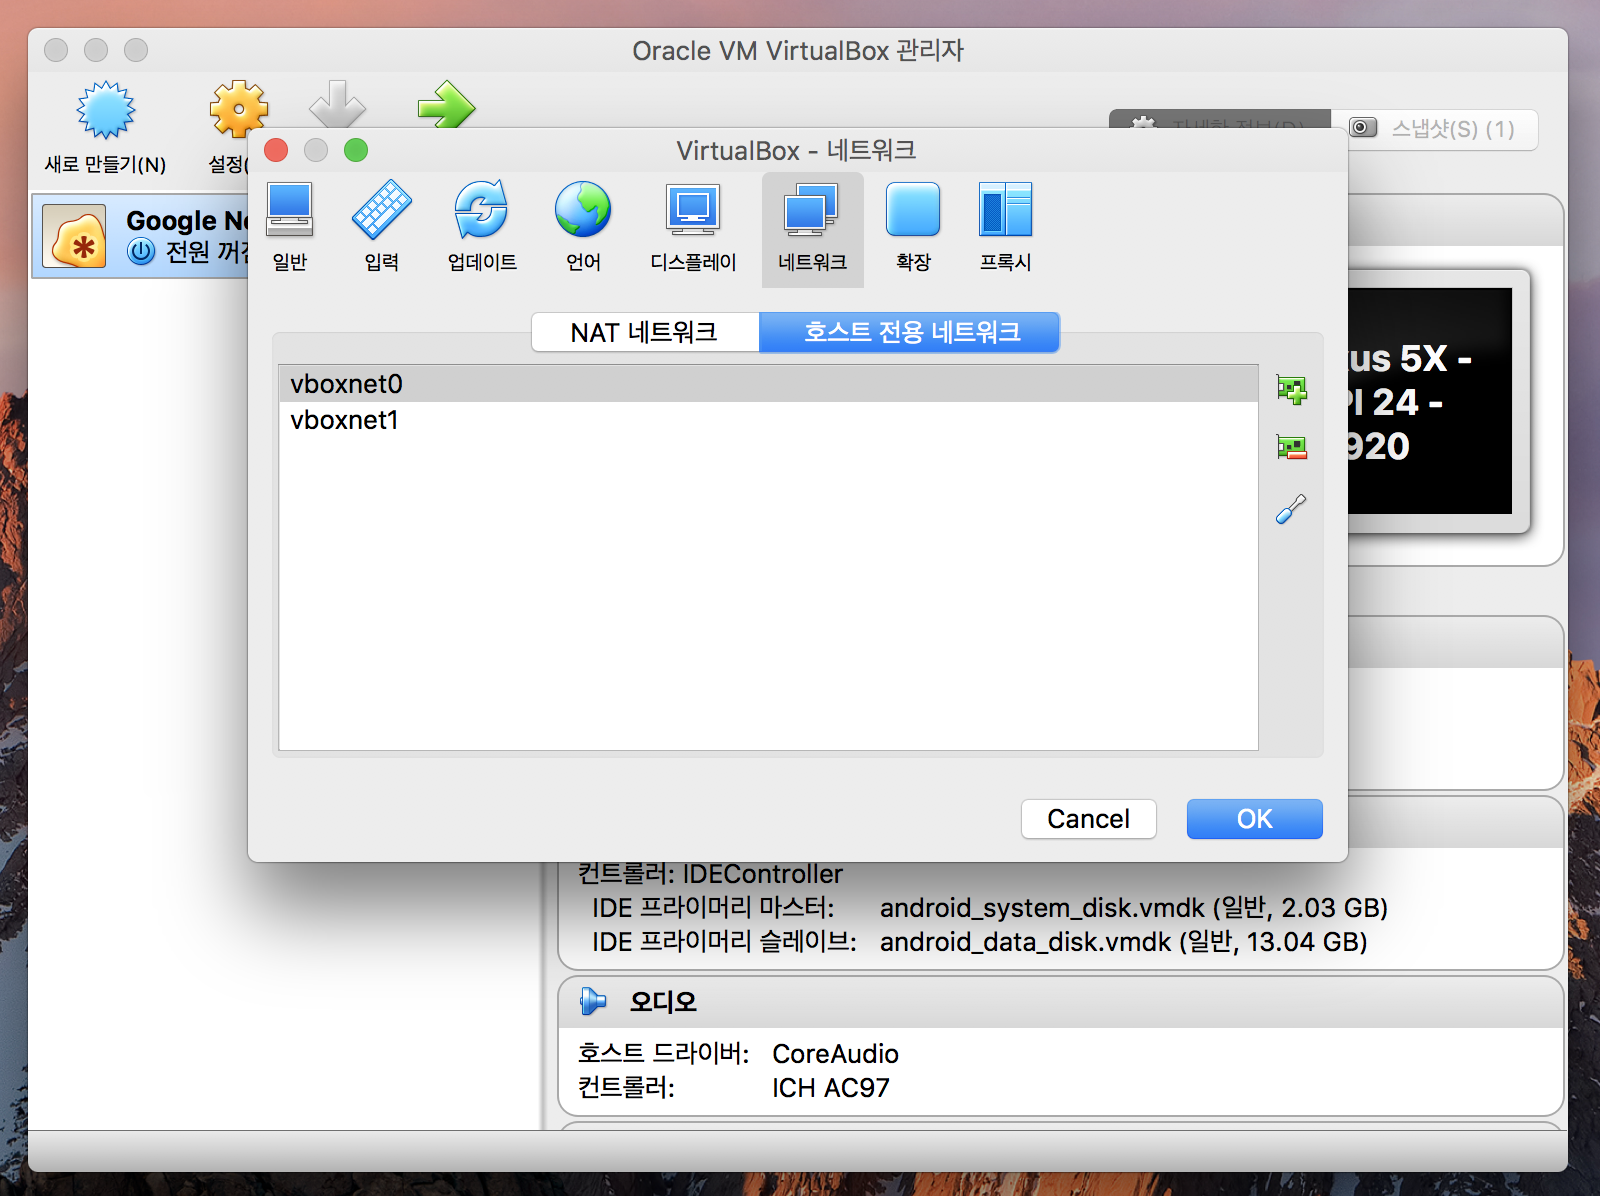 Oracle VM VirtualBox 관리자
새로 만들기(N)
설정(
스냅샷(S) (1)
Google Ne
전원 꺼짐
VirtualBox - 네트워크
일반
입력
업데이트
언어
디스플레이
네트워크
확장
프록시
NAT 네트워크
호스트 전용 네트워크
vboxnet0
vboxnet1
us 5X -
PI 24 -
920
Cancel
OK
컨트롤러: IDEController
IDE 프라이머리 마스터: android_system_disk.vmdk (일반, 2.03 GB)
IDE 프라이머리 슬레이브: android_data_disk.vmdk (일반, 13.04 GB)
오디오
호스트 드라이버: CoreAudio
컨트롤러: ICH AC97